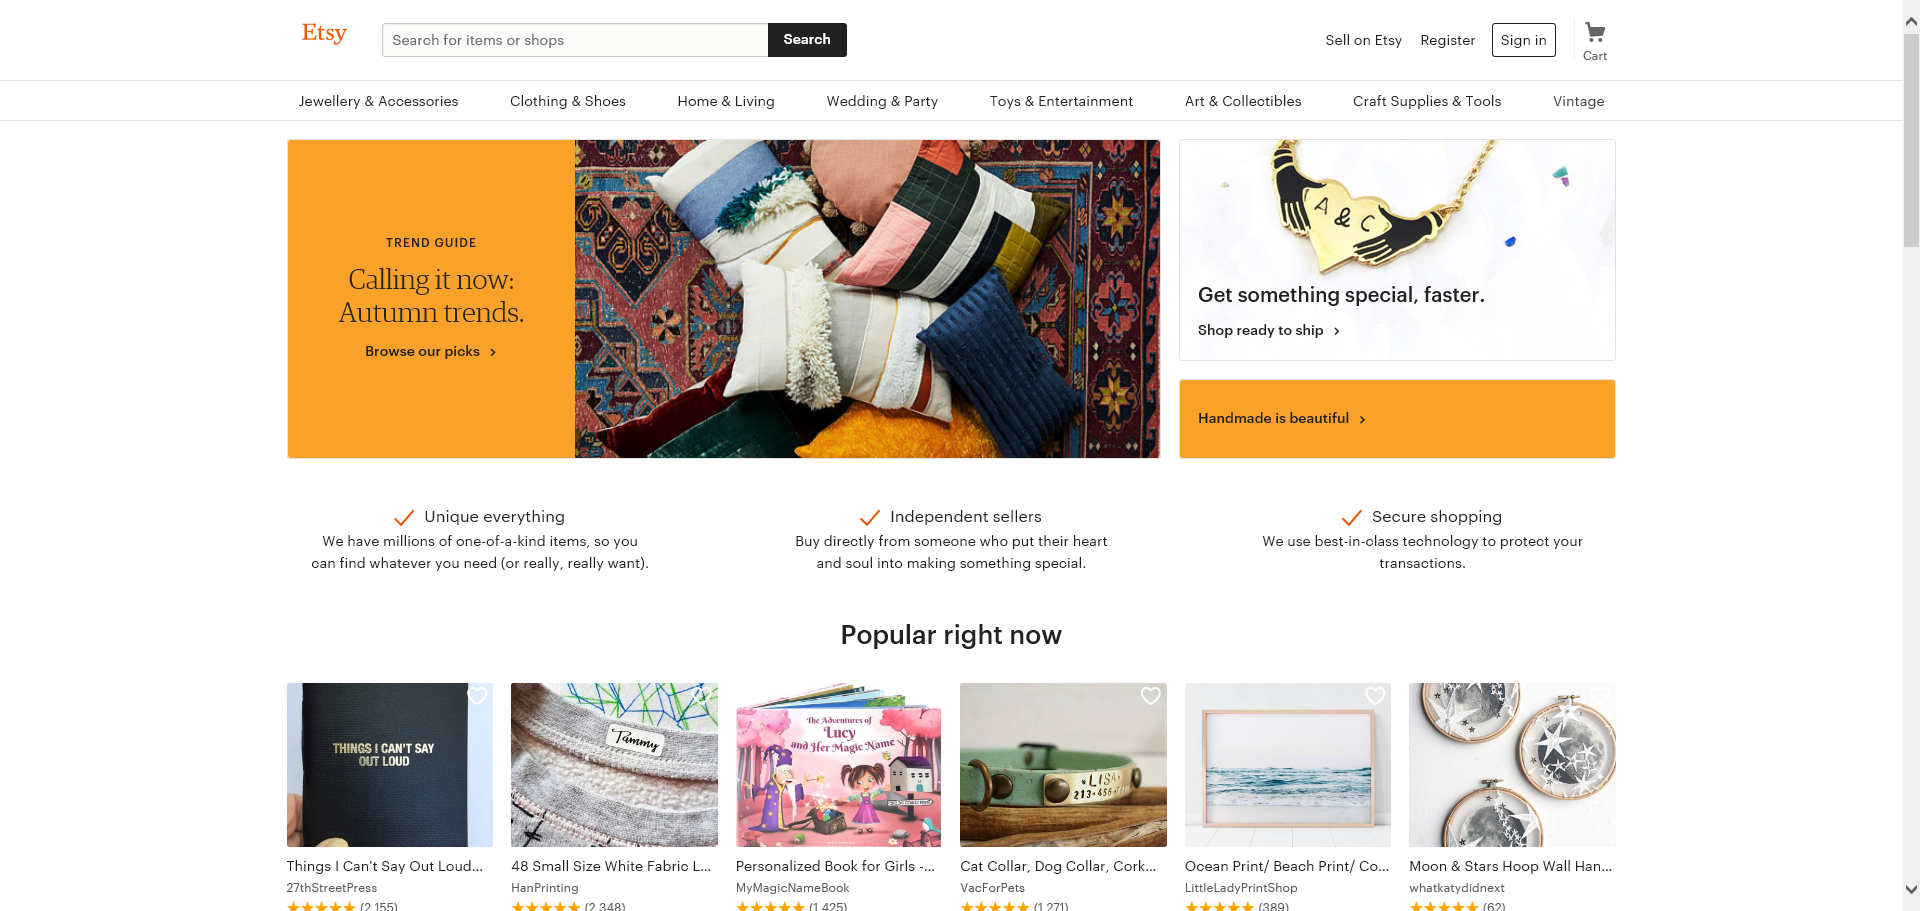 Etsy
Search for items or shops
Search
Sell on Etsy
Register
Sign in
Cart
Jewellery & Accessories
Clothing & Shoes
Home & Living
Wedding & Party
Toys & Entertainment
Art & Collectibles
Craft Supplies & Tools
Vintage
TREND GUIDE
Calling it now:
Autumn trends.
Browse our picks
A & C
Get something special, faster.
Shop ready to ship
Handmade is beautiful
Unique everything
We have millions of one-of-a-kind items, so you
can find whatever you need (or really, really want).
Independent sellers
Buy directly from someone who put their heart
and soul into making something special.
Secure shopping
We use best-in-class technology to protect your
transactions.
Popular right now
THINGS I CAN'T SAY
OUT LOUD
Tammy
The Adventures of
Lucy
and Her Magic Name
LISA
Things I Can't Say Out Loud...
27thStreetPress
(2,155)
48 Small Size White Fabric L...
HanPrinting
(2,348)
Personalized Book for Girls -...
MyMagicNameBook
(1,425)
Cat Collar, Dog Collar, Cork...
VacForPets
(1,271)
Ocean Print/ Beach Print/ Co...
LittleLadyPrintShop
(389)
Moon & Stars Hoop Wall Han...
whatkatydidnext
(62)